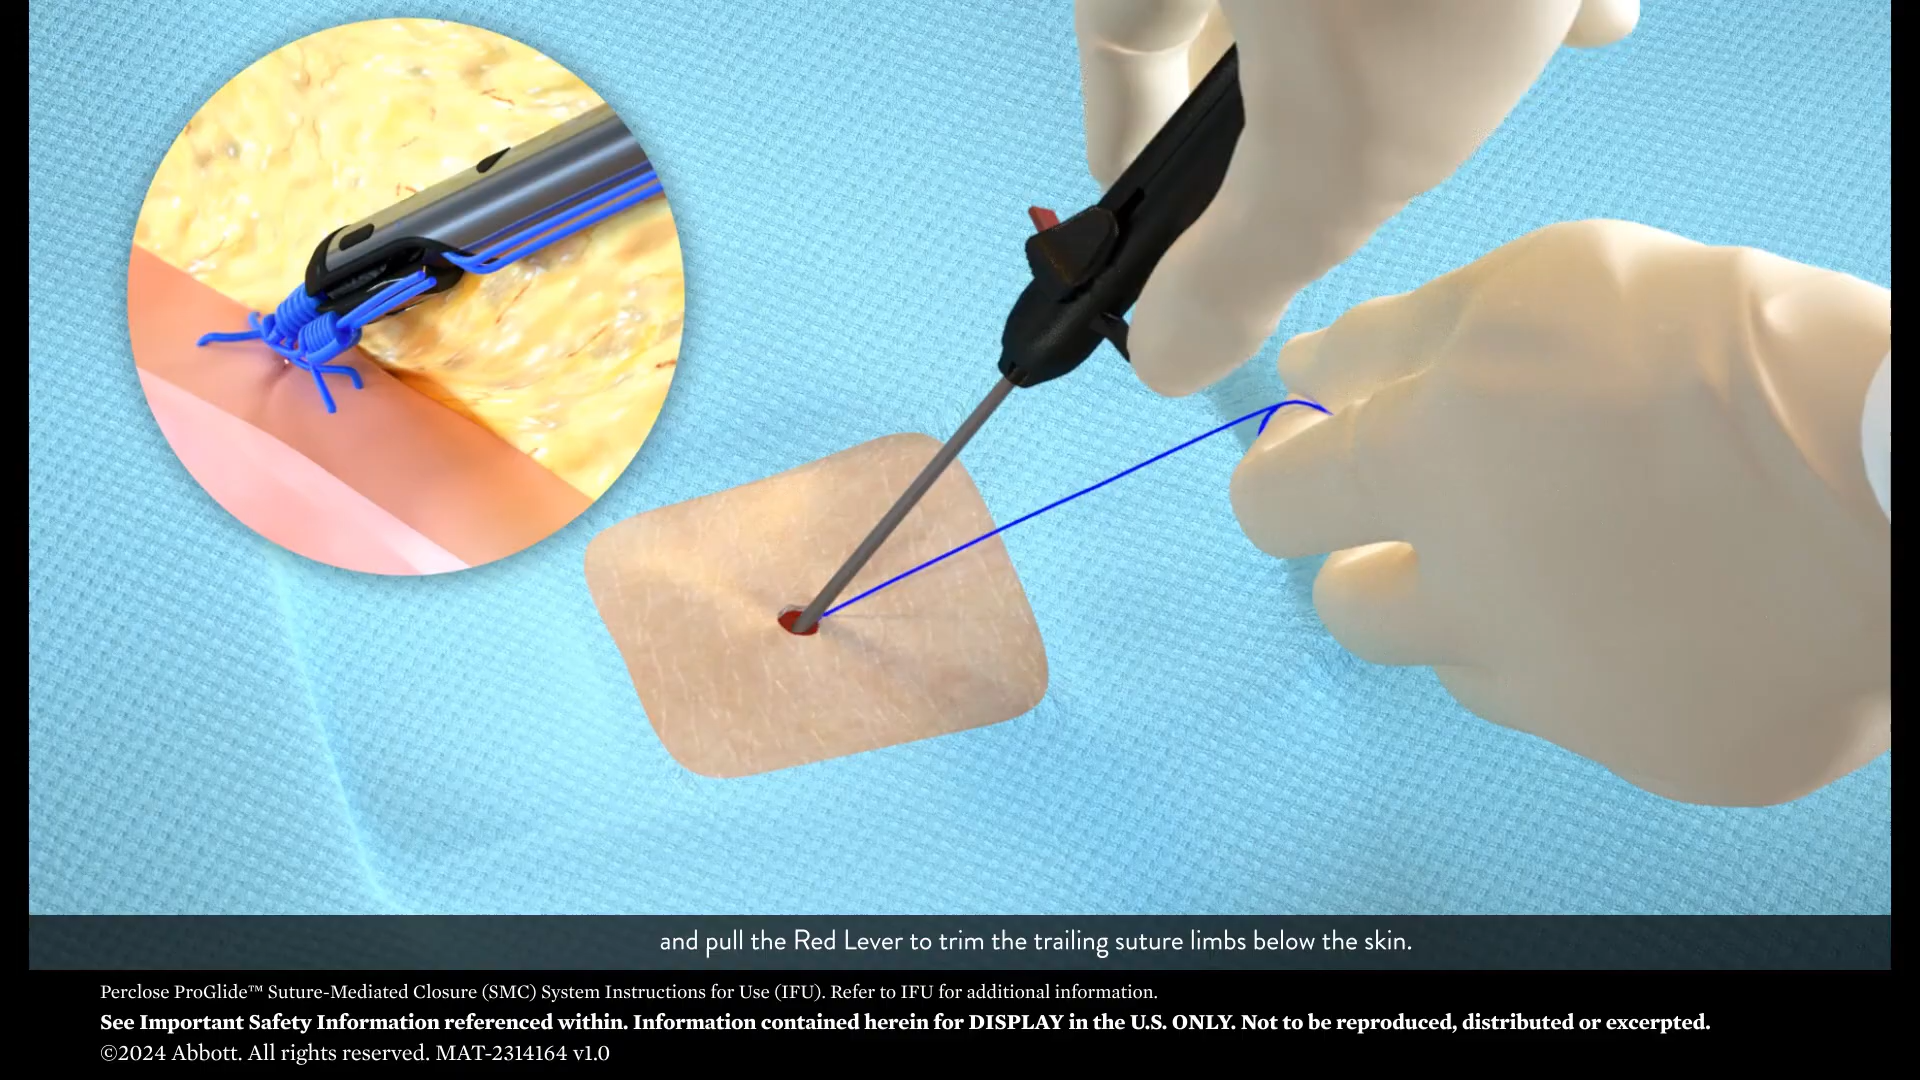 and pull the Red Lever to trim the trailing suture limbs below the skin.
Perclose ProGlide™ Suture-Mediated Closure (SMC) System Instructions for Use (IFU). Refer to IFU for additional information.
See Important Safety Information referenced within. Information contained herein for DISPLAY in the U.S. ONLY. Not to be reproduced, distributed or excerpted.
©2024 Abbott. All rights reserved. MAT-2314164 v1.0